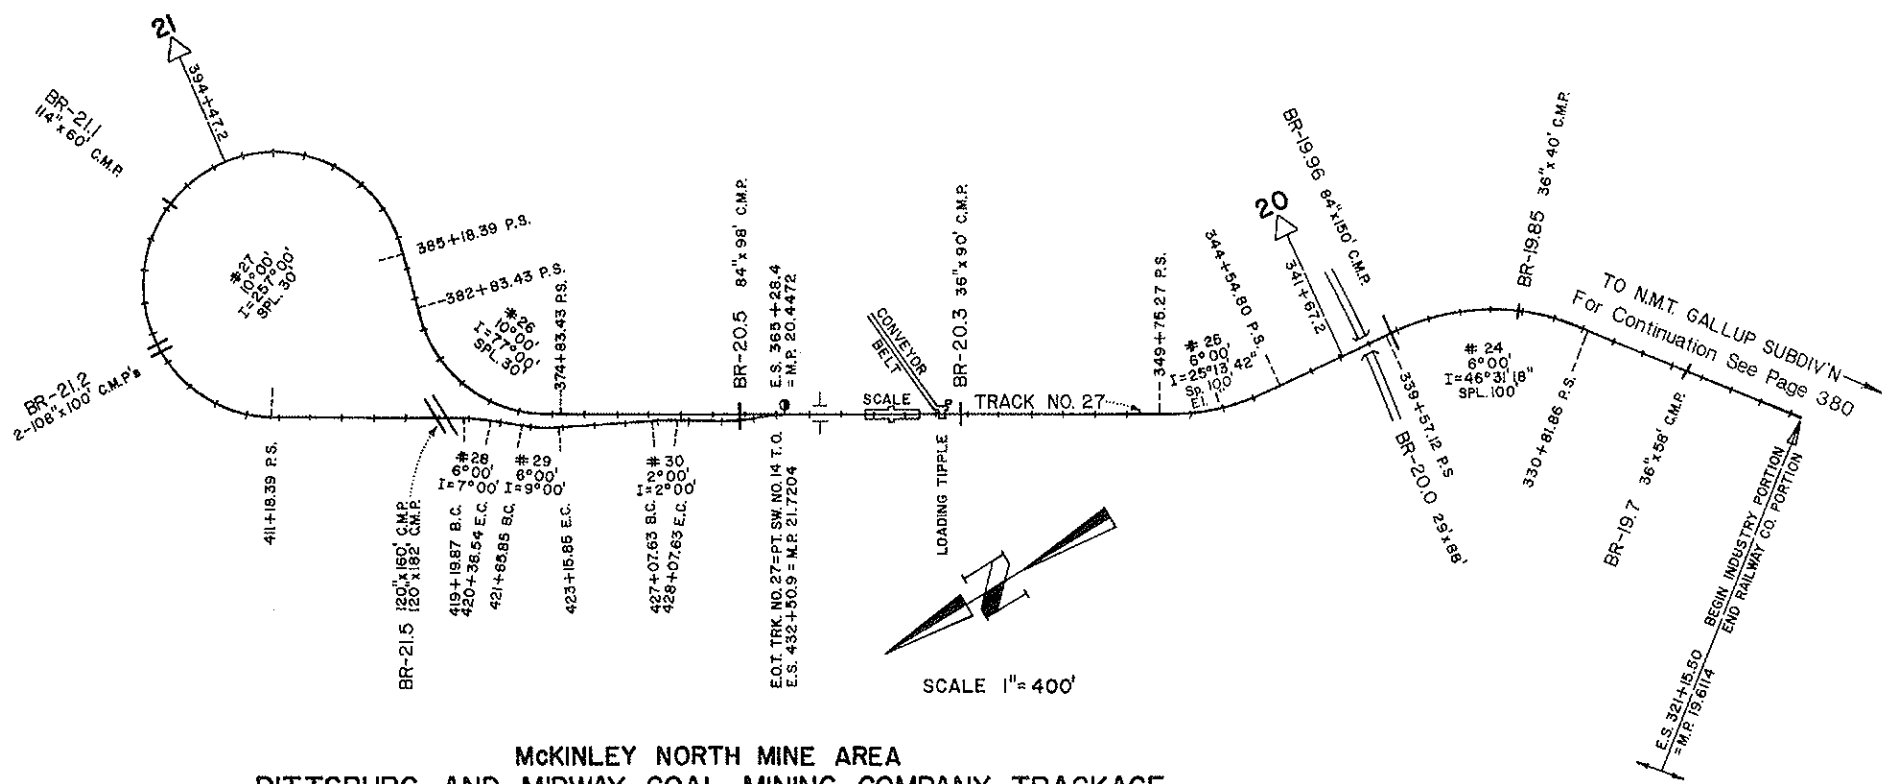 21
394+47.2
BR-21.1
114"x60' C.M.P.
#27
10°00'
I=257°00'
SPL. 30'
385+18.39 P.S.
382+83.43 P.S.
#26
10°00'
I=77°00'
SPL. 30'
374+83.43 P.S.
BR-21.2
2-108"x100' C.M.P's
411+18.39 P.S.
BR-21.5
120"x160' C.M.P.
120"x182' C.M.P.
#28
6°00'
I=7°00'
419+19.87 B.C.
420+36.54 E.C.
#29
6°00'
I=9°00'
421+65.85 B.C.
423+15.85 E.C.
#30
2°00'
I=2°00'
427+07.63 B.C.
428+07.63 E.C.
BR-20.5 84"x98' C.M.P.
E.S. 365+28.4
=M.P. 20.4472
E.O.T. TRK. NO. 27=PT. SW. NO. 14 T.O.
E.S. 432+50.9 = M.P. 21.7204
CONVEYOR
BELT
SCALE
LOADING TIPPLE
BR-20.3 36"x90' C.M.P.
TRACK NO. 27
349+75.27 P.S.
6°00'
I=25°13'42"
344+54.80 P.S.
20
341+67.2
BR-19.96 84"x150' C.M.P.
BR-20.0 29'x88'
339+57.12 P.S
#24
6°00'
I=46°31'18"
SPL. 100'
330+81.86 P.S.
BR-19.85 36"x40' C.M.P.
BR-19.7 36"x58' C.M.P.
TO N.M.T. GALLUP SUBDIV'N
For Continuation See Page 380
BEGIN INDUSTRY PORTION
END RAILWAY CO. PORTION
E.S. 321+15.50
=M.P. 19.6114
N
SCALE 1"=400'
McKINLEY NORTH MINE AREA
PITTSBURG AND MIDWAY COAL MINING COMPANY TRACKAGE